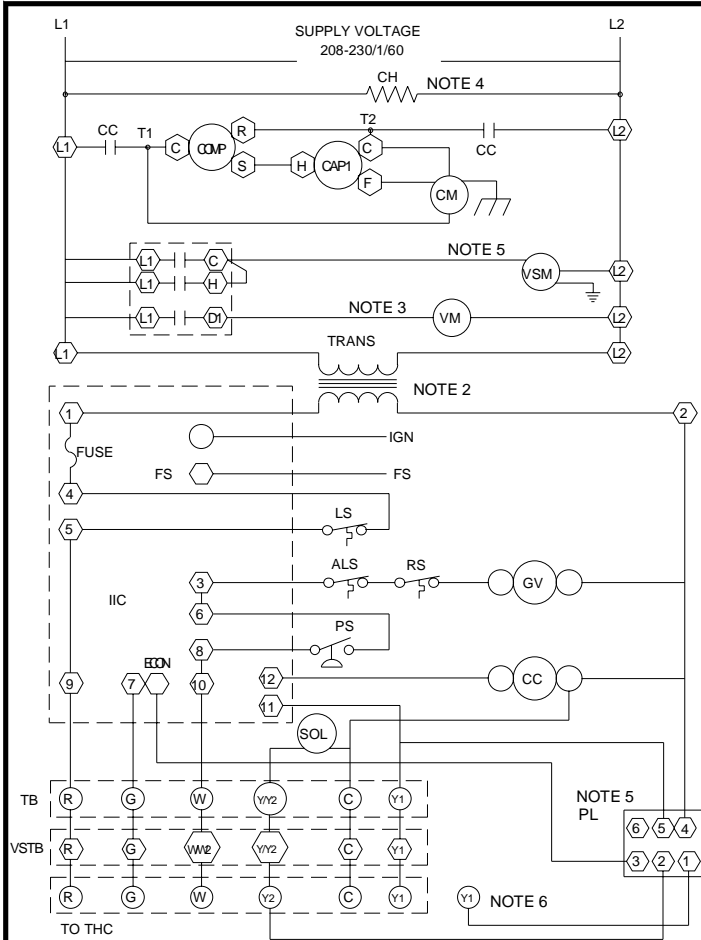 L1 SUPPLY VOLTAGE L2
208-230/1/60
CH NOTE 4
CC T1 R T2
L1 C COMP C CC L2
S H CAP1
F CM
L1 C NOTE 5
L1 H VSM L2
L1 D1 NOTE 3 VM L2
TRANS
L1 L2
NOTE 2
1 2
IGN
FUSE
FS FS
4
LS
5
ALS RS
IIC 3 GV
6
PS
8
ECON
9 7 10 12 CC
11
SOL
TB R G W Y/Y2 C Y1 NOTE 5
PL
6 5 4
VSTB R G W/W2 Y/Y2 C Y1
3 2 1
R G W Y2 C Y1 Y1 NOTE 6
TO THC